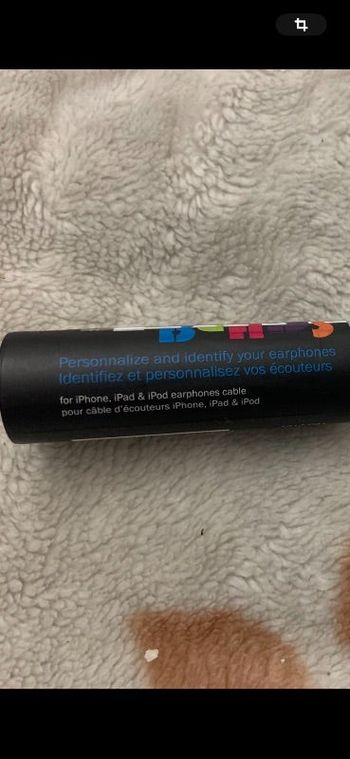 Personnalize and identify your earphones
Identifiez et personnalisez vos écouteurs
for iPhone, iPad & iPod earphones cable
pour câble d'écouteurs iPhone, iPad & iPod